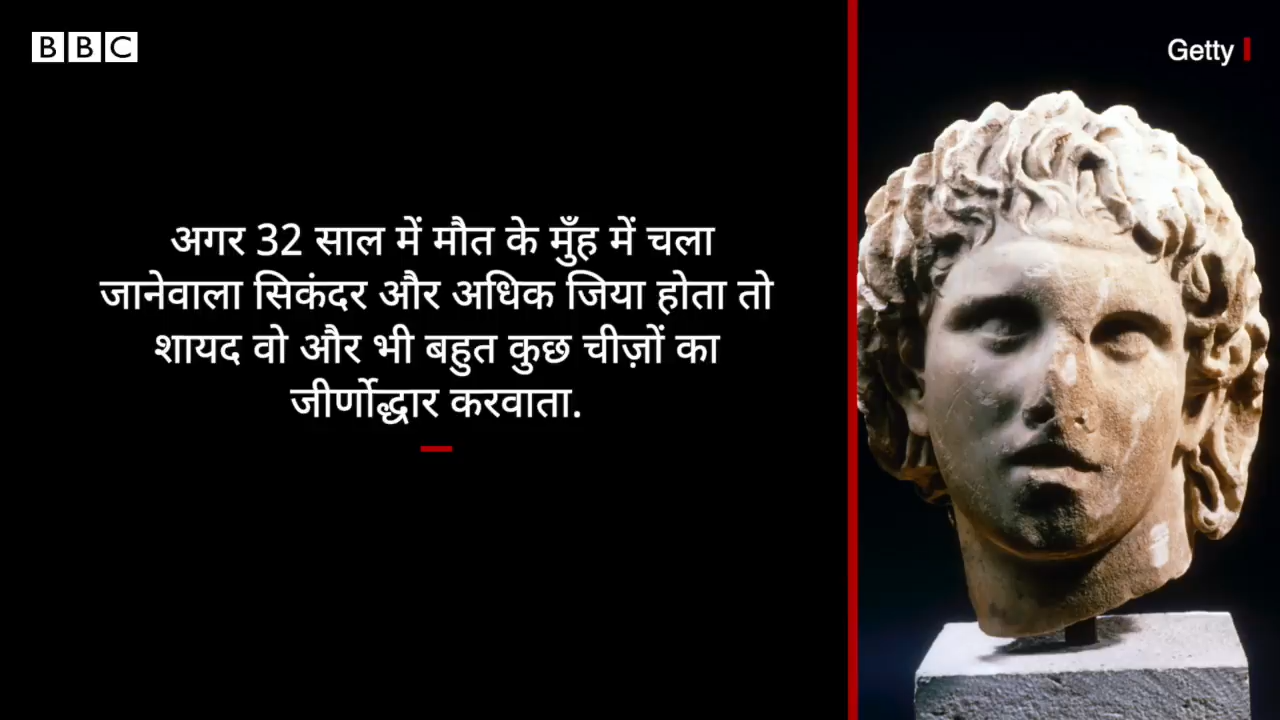 BBC
Getty
अगर 32 साल में मौत के मुँह में चला
जानेवाला सिकंदर और अधिक जिया होता तो
शायद वो और भी बहुत कुछ चीज़ों का
जीर्णोद्धार करवाता.